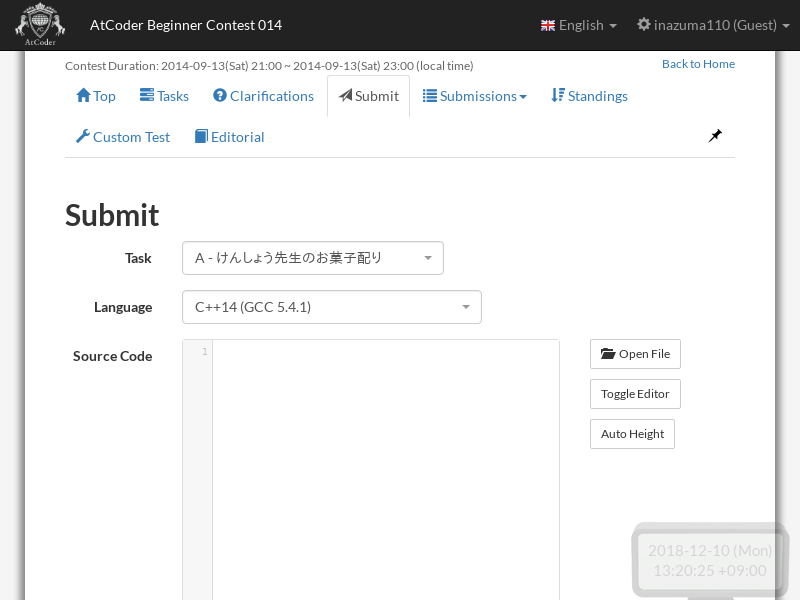 AtCoder
AtCoder Beginner Contest 014
English
inazuma110 (Guest)
Contest Duration: 2014-09-13(Sat) 21:00 ~ 2014-09-13(Sat) 23:00 (local time)
Back to Home
Top
Tasks
Clarifications
Submit
Submissions
Standings
Custom Test
Editorial
Submit
Task
A - けんしょう先生のお菓子配り
Language
C++14 (GCC 5.4.1)
Source Code
1
Open File
Toggle Editor
Auto Height
2018-12-10 (Mon)
13:20:25 +09:00